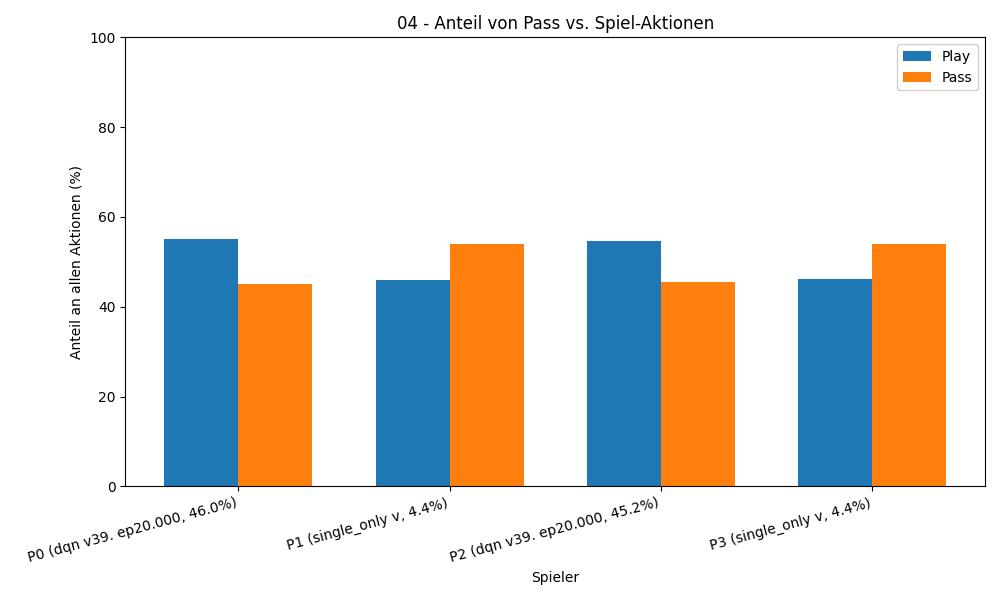 04 - Anteil von Pass vs. Spiel-Aktionen
Play
Pass
Anteil an allen Aktionen (%)
100
80
60
40
20
0
P0 (dqn v39. ep20.000, 46.0%)
P1 (single_only v, 4.4%)
P2 (dqn v39. ep20.000, 45.2%)
P3 (single_only v, 4.4%)
Spieler